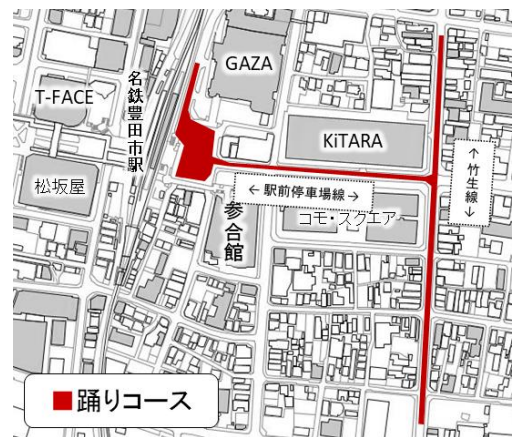 GAZA
T-FACE
名鉄豊田市駅
KiTARA
松坂屋
←駅前停車場線→
↑竹生線↓
コモ・スクエア
参合館
■踊りコース